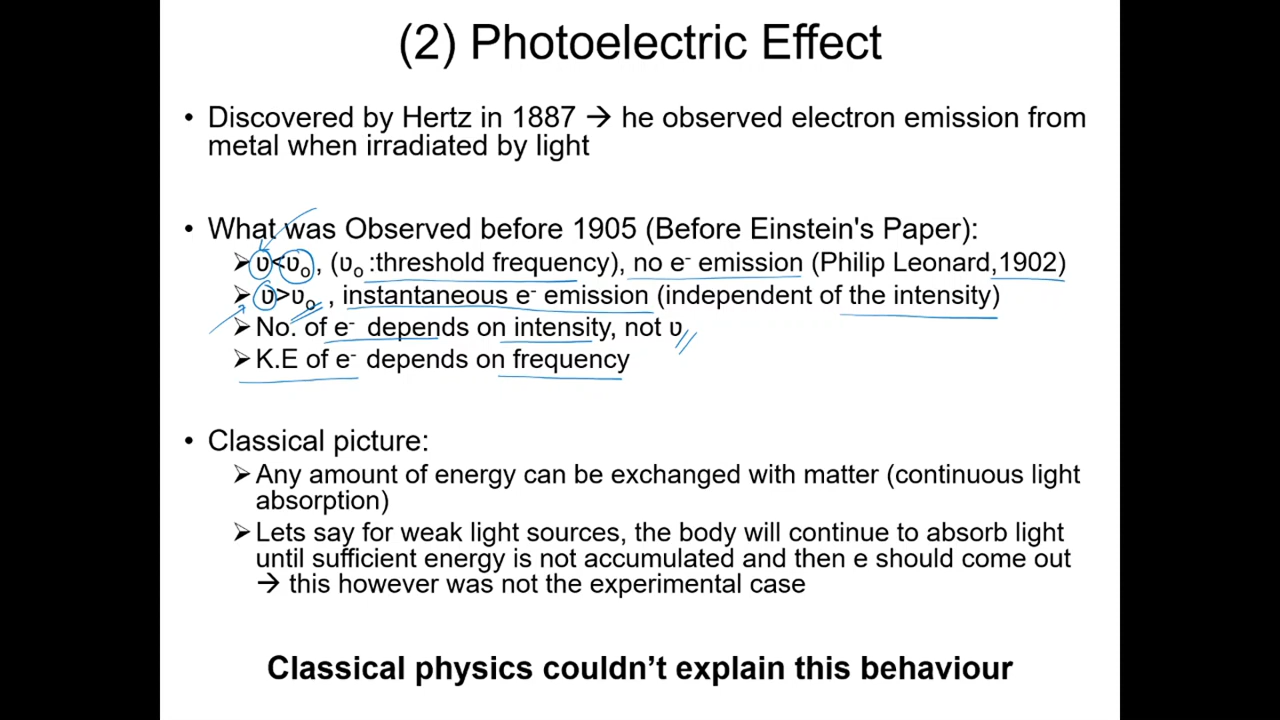 (2) Photoelectric Effect
• Discovered by Hertz in 1887 → he observed electron emission from
metal when irradiated by light
• What was Observed before 1905 (Before Einstein's Paper):
➢ υ<υo , (υo :threshold frequency), no e- emission (Philip Leonard,1902)
➢ υ>υo , instantaneous e- emission (independent of the intensity)
➢ No. of e- depends on intensity, not υ
➢ K.E of e- depends on frequency
• Classical picture:
➢ Any amount of energy can be exchanged with matter (continuous light
absorption)
➢ Lets say for weak light sources, the body will continue to absorb light
until sufficient energy is not accumulated and then e should come out
→ this however was not the experimental case
Classical physics couldn’t explain this behaviour